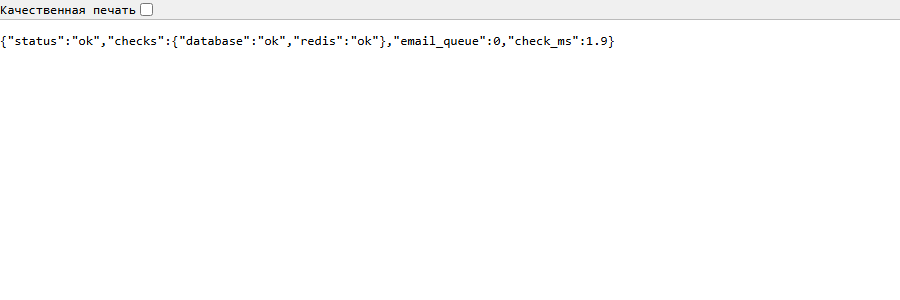 Качественная печать
{"status":"ok","checks":{"database":"ok","redis":"ok"},"email_queue":0,"check_ms":1.9}